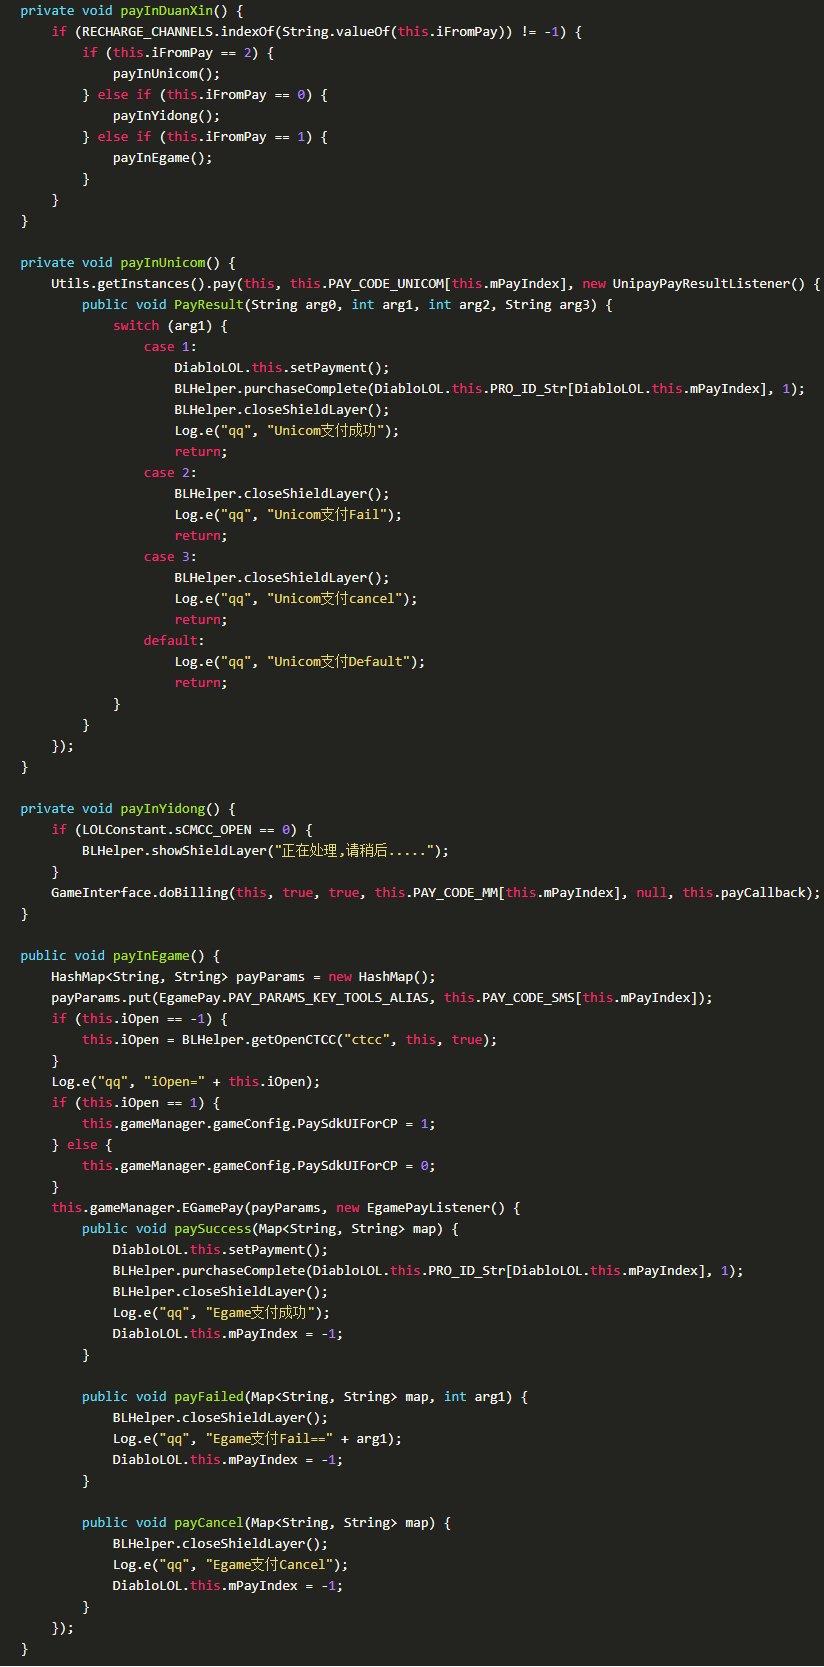 private void payInDuanXin() {
if (RECHARGE_CHANNELS.indexOf(String.valueOf(this.iFromPay)) != -1) {
if (this.iFromPay == 2) {
payInUnicom();
} else if (this.iFromPay == 0) {
payInYidong();
} else if (this.iFromPay == 1) {
payInEgame();
}
}
}
private void payInUnicom() {
Utils.getInstances().pay(this, this.PAY_CODE_UNICOM[this.mPayIndex], new UnipayPayResultListener() {
public void PayResult(String arg0, int arg1, int arg2, String arg3) {
switch (arg1) {
case 1:
DiabloLOL.this.setPayment();
BLHelper.purchaseComplete(DiabloLOL.this.PRO_ID_Str[DiabloLOL.this.mPayIndex], 1);
BLHelper.closeShieldLayer();
Log.e("qq", "Unicom支付成功");
return;
case 2:
BLHelper.closeShieldLayer();
Log.e("qq", "Unicom支付Fail");
return;
case 3:
BLHelper.closeShieldLayer();
Log.e("qq", "Unicom支付cancel");
return;
default:
Log.e("qq", "Unicom支付Default");
return;
}
}
});
}
private void payInYidong() {
if (LOLConstant.sCMCC_OPEN == 0) {
BLHelper.showShieldLayer("正在处理,请稍后.....");
}
GameInterface.doBilling(this, true, true, this.PAY_CODE_MM[this.mPayIndex], null, this.payCallback);
}
public void payInEgame() {
HashMap<String, String> payParams = new HashMap();
payParams.put(EgamePay.PAY_PARAMS_KEY_TOOLS_ALIAS, this.PAY_CODE_SMS[this.mPayIndex]);
if (this.iOpen == -1) {
this.iOpen = BLHelper.getOpenCTCC("ctcc", this, true);
}
Log.e("qq", "iOpen=" + this.iOpen);
if (this.iOpen == 1) {
this.gameManager.gameConfig.PaySdkUIForCP = 1;
} else {
this.gameManager.gameConfig.PaySdkUIForCP = 0;
}
this.gameManager.EGamePay(payParams, new EgamePayListener() {
public void paySuccess(Map<String, String> map) {
DiabloLOL.this.setPayment();
BLHelper.purchaseComplete(DiabloLOL.this.PRO_ID_Str[DiabloLOL.this.mPayIndex], 1);
BLHelper.closeShieldLayer();
Log.e("qq", "Egame支付成功");
DiabloLOL.this.mPayIndex = -1;
}
public void payFailed(Map<String, String> map, int arg1) {
BLHelper.closeShieldLayer();
Log.e("qq", "Egame支付Fail==" + arg1);
DiabloLOL.this.mPayIndex = -1;
}
public void payCancel(Map<String, String> map) {
BLHelper.closeShieldLayer();
Log.e("qq", "Egame支付Cancel");
DiabloLOL.this.mPayIndex = -1;
}
});
}